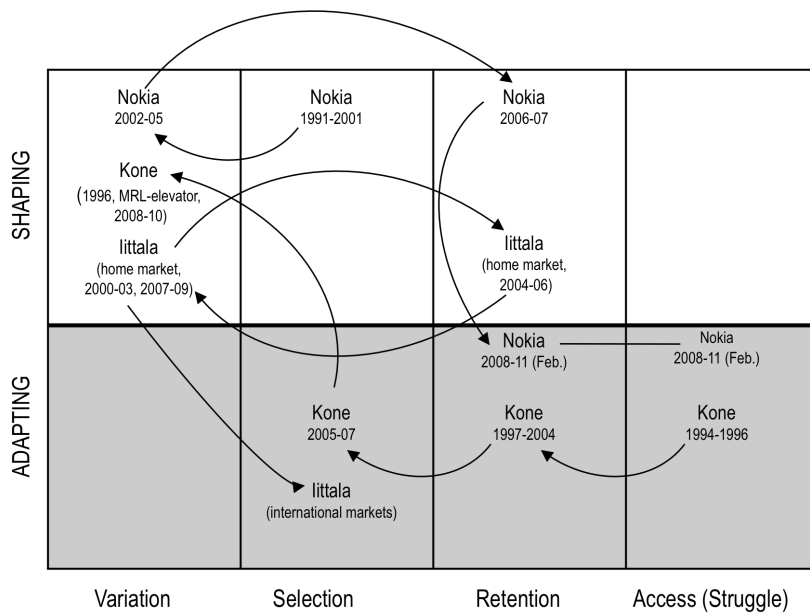 SHAPING
Nokia
2002-05
Nokia
1991-2001
Nokia
2006-07
Kone
(1996, MRL-elevator,
2008-10)
Iittala
(home market,
2000-03, 2007-09)
Iittala
(home market,
2004-06)
ADAPTING
Nokia
2008-11 (Feb.)
Nokia
2008-11 (Feb.)
Kone
2005-07
Kone
1997-2004
Kone
1994-1996
Iittala
(international markets)
Variation
Selection
Retention
Access (Struggle)